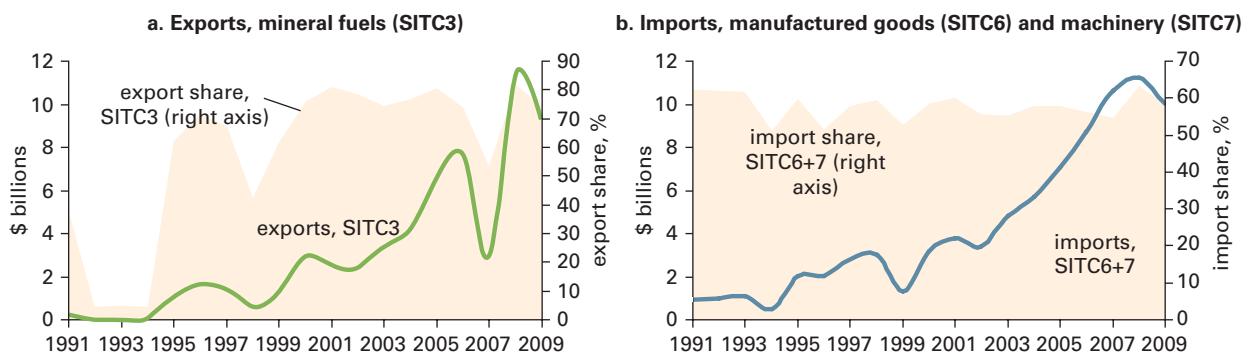 a. Exports, mineral fuels (SITC3)
12
10
8
6
4
2
0
$ billions
90
80
70
60
50
40
30
20
10
0
export share, %
export share,
SITC3 (right axis)
exports, SITC3
1991 1993 1995 1997 1999 2001 2003 2005 2007 2009
b. Imports, manufactured goods (SITC6) and machinery (SITC7)
12
10
8
6
4
2
0
$ billions
70
60
50
40
30
20
10
0
import share, %
import share,
SITC6+7 (right
axis)
imports,
SITC6+7
1991 1993 1995 1997 1999 2001 2003 2005 2007 2009